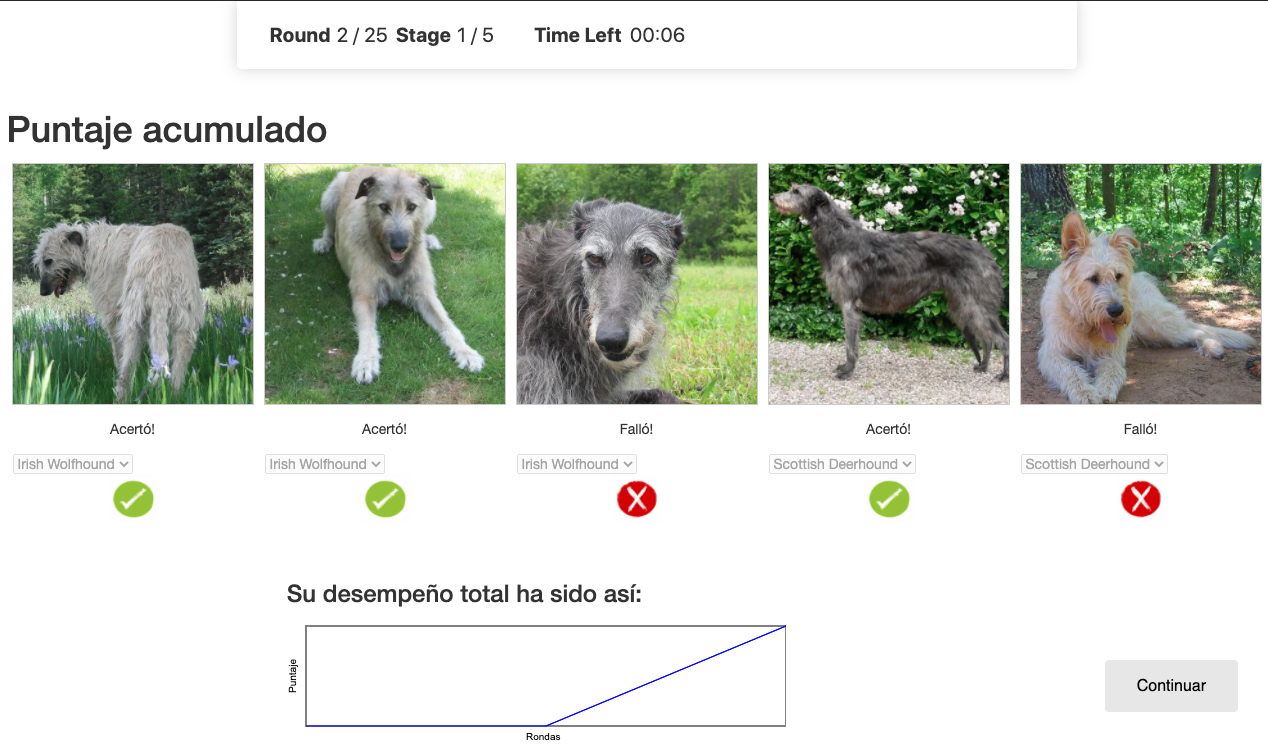 Round 2 / 25 Stage 1 / 5 Time Left 00:06
Puntaje acumulado
Acertó! Acertó! Falló! Acertó! Falló!
Irish Wolfhound Irish Wolfhound Irish Wolfhound Scottish Deerhound Scottish Deerhound
Su desempeño total ha sido así:
Puntaje
Continuar
Rondas